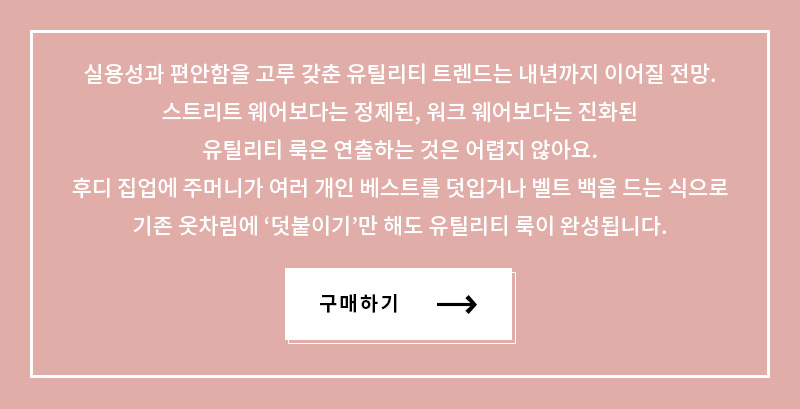 실용성과 편안함을 고루 갖춘 유틸리티 트렌드는 내년까지 이어질 전망.
스트리트 웨어보다는 정제된, 워크 웨어보다는 진화된
유틸리티 룩은 연출하는 것은 어렵지 않아요.
후디 집업에 주머니가 여러 개인 베스트를 덧입거나 벨트 백을 드는 식으로
기존 옷차림에 ‘덧붙이기’만 해도 유틸리티 룩이 완성됩니다.
구매하기